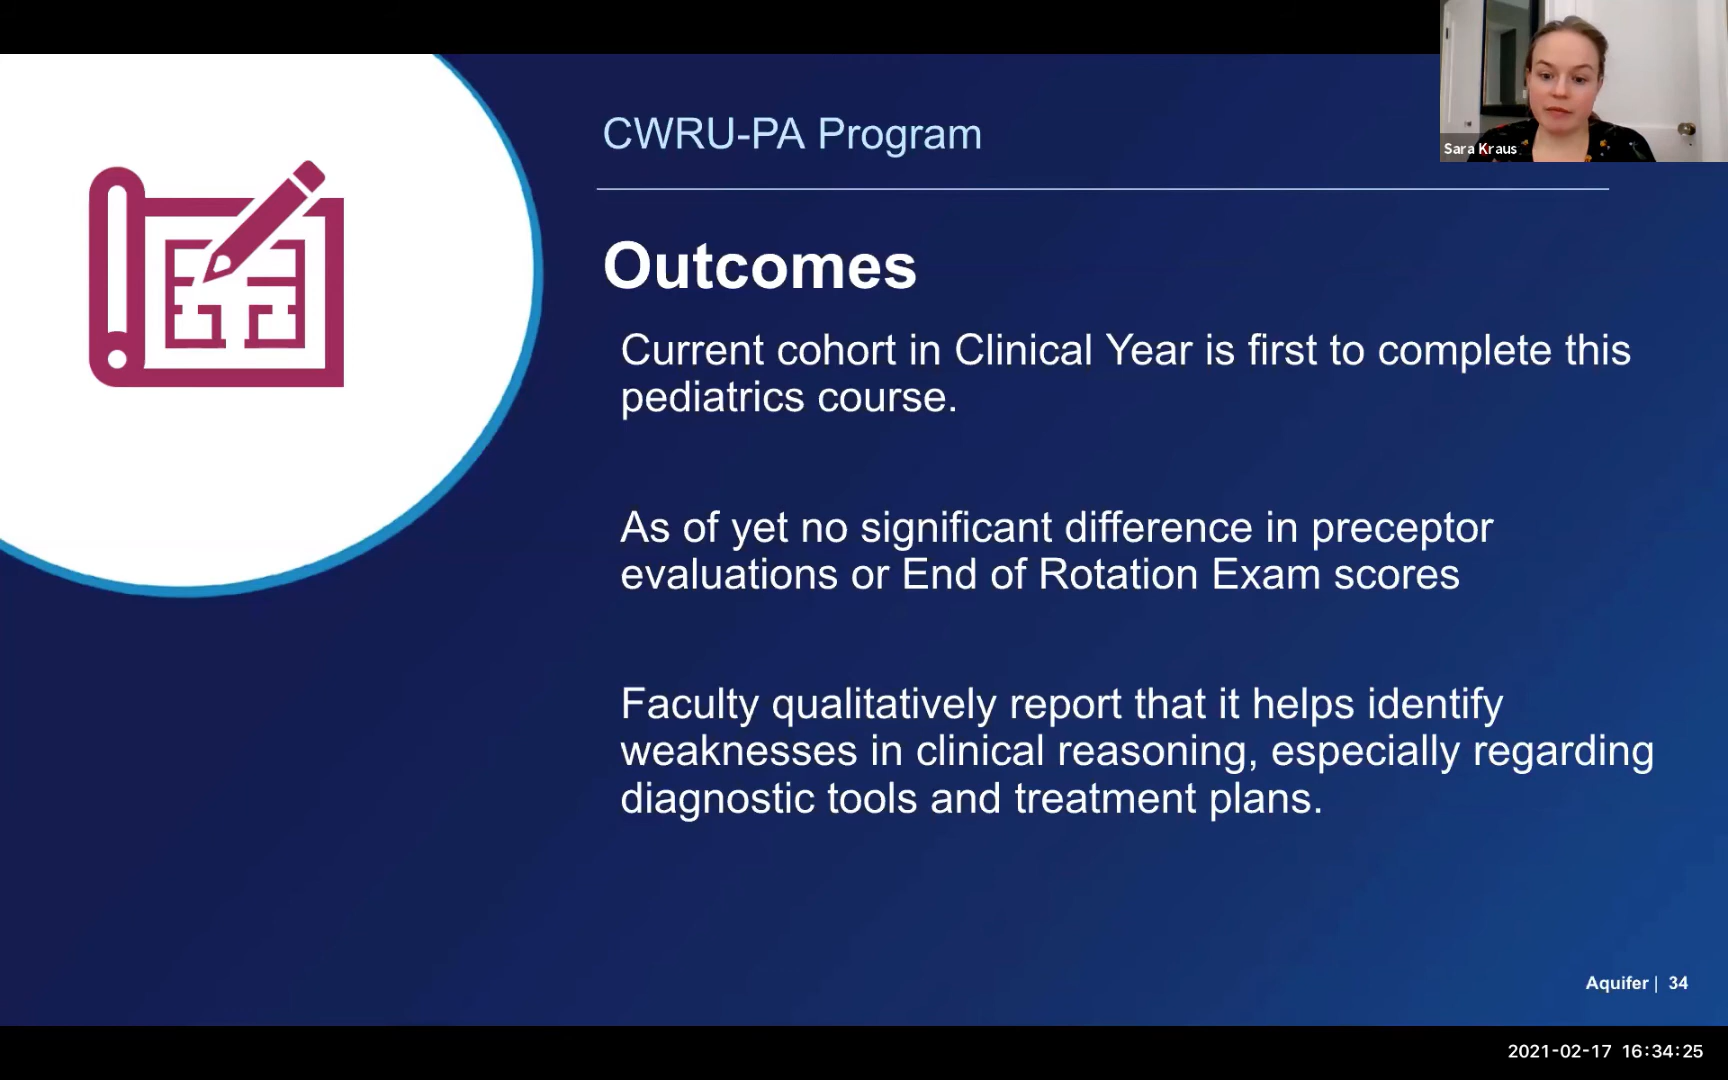 Sara Kraus
CWRU-PA Program
Outcomes
Current cohort in Clinical Year is first to complete this
pediatrics course.
As of yet no significant difference in preceptor
evaluations or End of Rotation Exam scores
Faculty qualitatively report that it helps identify
weaknesses in clinical reasoning, especially regarding
diagnostic tools and treatment plans.
Aquifer | 34
2021-02-17 16:34:25